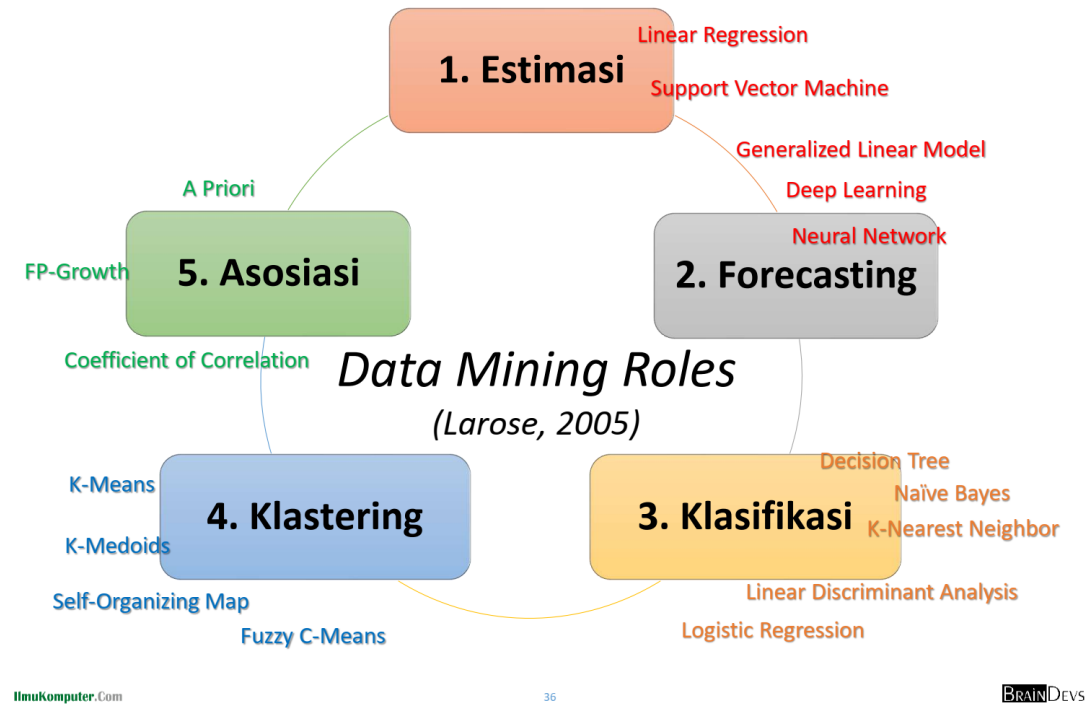 1. Estimasi
Linear Regression
Support Vector Machine
Generalized Linear Model
Deep Learning
Neural Network
2. Forecasting
Decision Tree
Naïve Bayes
K-Nearest Neighbor
3. Klasifikasi
Linear Discriminant Analysis
Logistic Regression
4. Klastering
K-Means
K-Medoids
Self-Organizing Map
Fuzzy C-Means
5. Asosiasi
A Priori
FP-Growth
Coefficient of Correlation
Data Mining Roles
(Larose, 2005)
IlmuKomputer.Com
36
BRAINDEVS